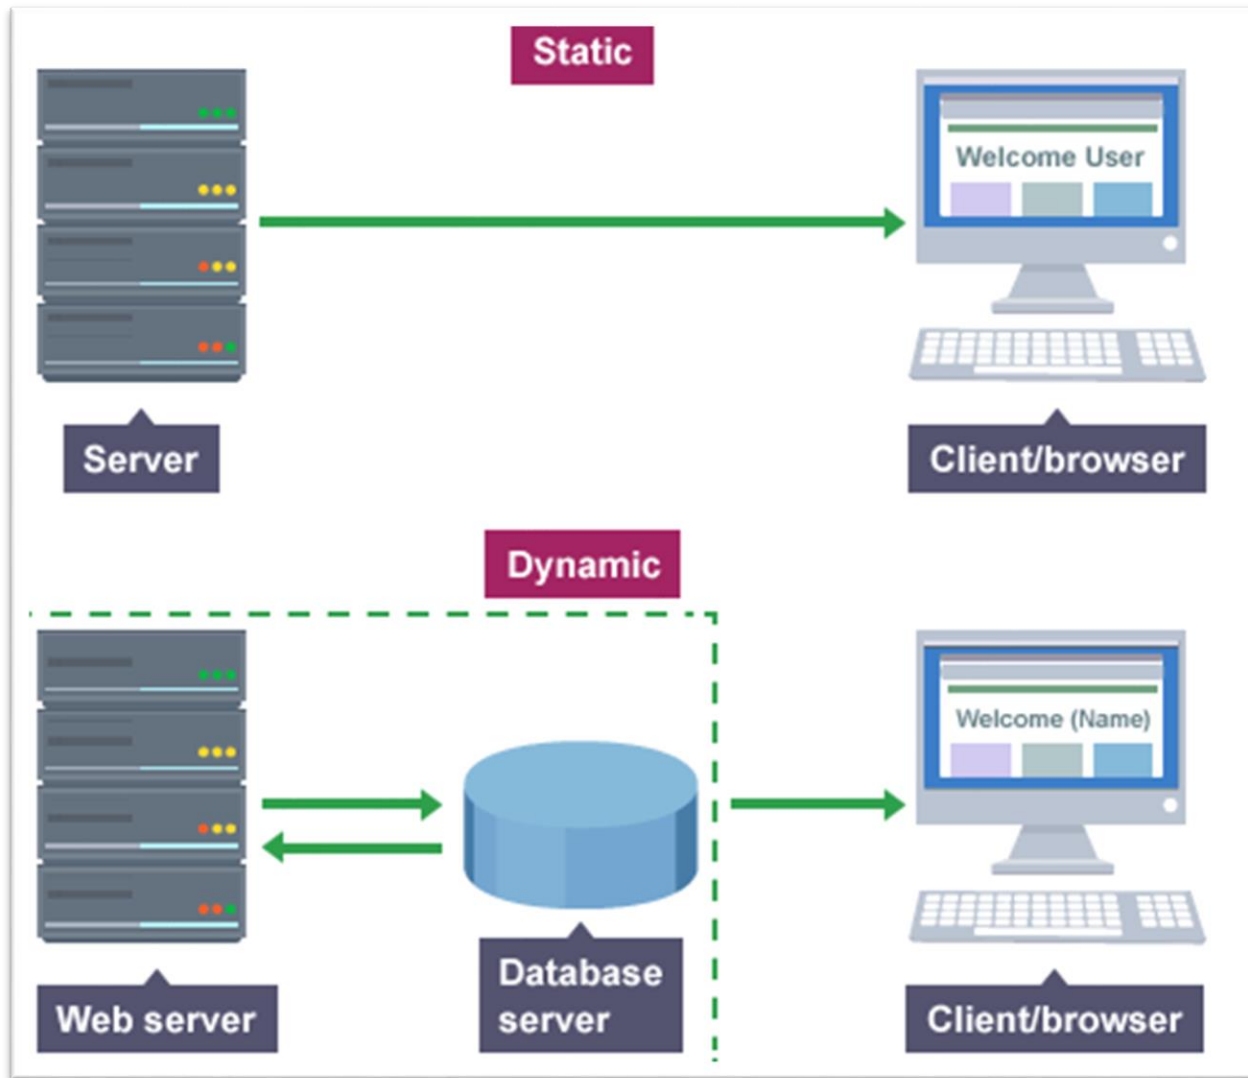 Static
Welcome User
Server
Client/browser
Dynamic
Welcome (Name)
Database
server
Web server
Client/browser